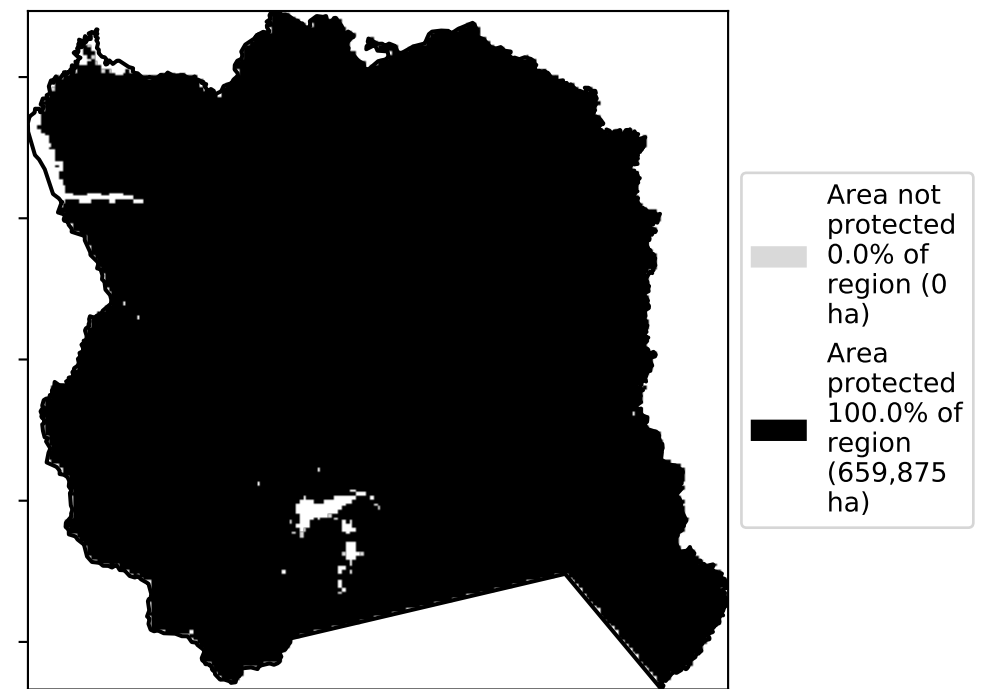 Area not
protected
0.0% of
region (0
ha)
Area
protected
100.0% of
region
(659,875
ha)